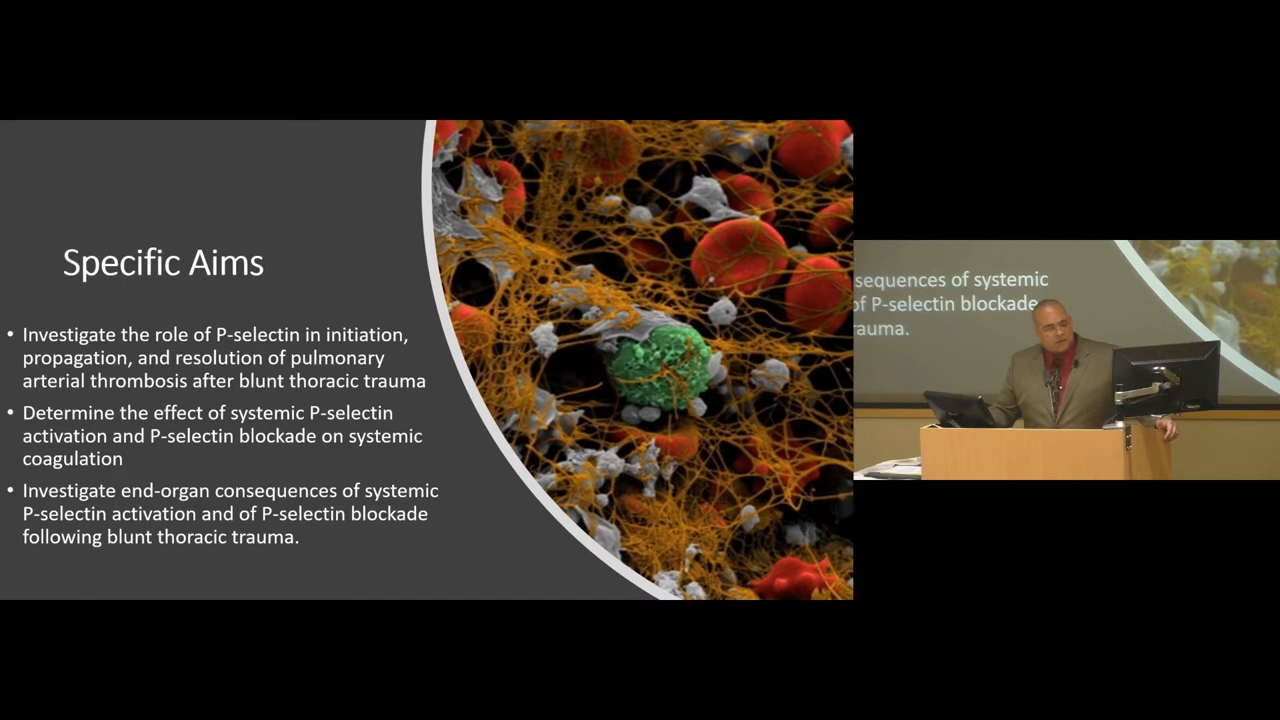 Specific Aims
• Investigate the role of P-selectin in initiation,
propagation, and resolution of pulmonary
arterial thrombosis after blunt thoracic trauma
• Determine the effect of systemic P-selectin
activation and P-selectin blockade on systemic
coagulation
• Investigate end-organ consequences of systemic
P-selectin activation and of P-selectin blockade
following blunt thoracic trauma.
sequences of systemic
of P-selectin blockade
rauma.